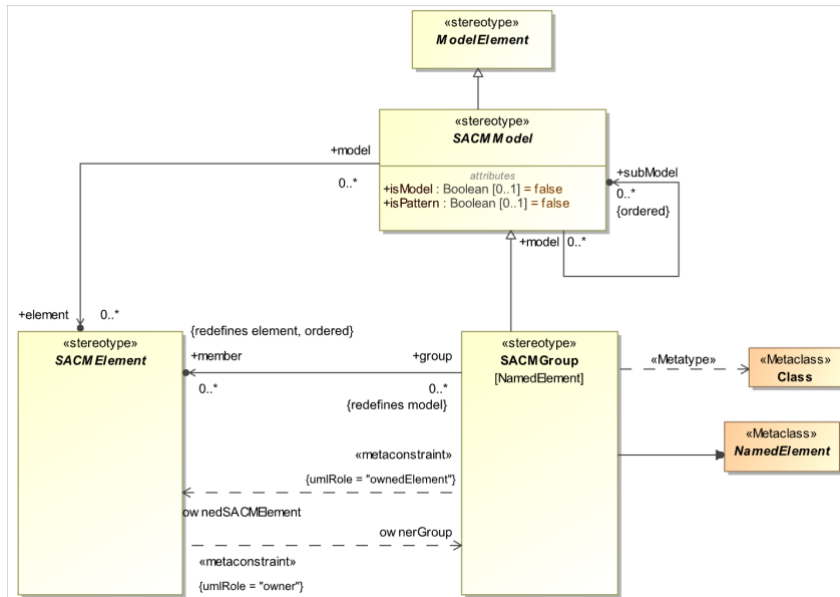 «stereotype»
ModelElement
«stereotype»
SACMModel
attributes
+isModel : Boolean [0..1] = false
+isPattern : Boolean [0..1] = false
+model
0..*
+subModel
0..*
{ordered}
+model
0..*
+element
0..*
«stereotype»
SACMElement
{redefines element, ordered}
+member
+group
0..*
0..*
{redefines model}
«stereotype»
SACMGroup
[NamedElement]
«Metatype»
«Metaclass»
Class
«Metaclass»
NamedElement
«metaconstraint»
{umlRole = "ownedElement"}
ownedSACMElement
ownerGroup
«metaconstraint»
{umlRole = "owner"}